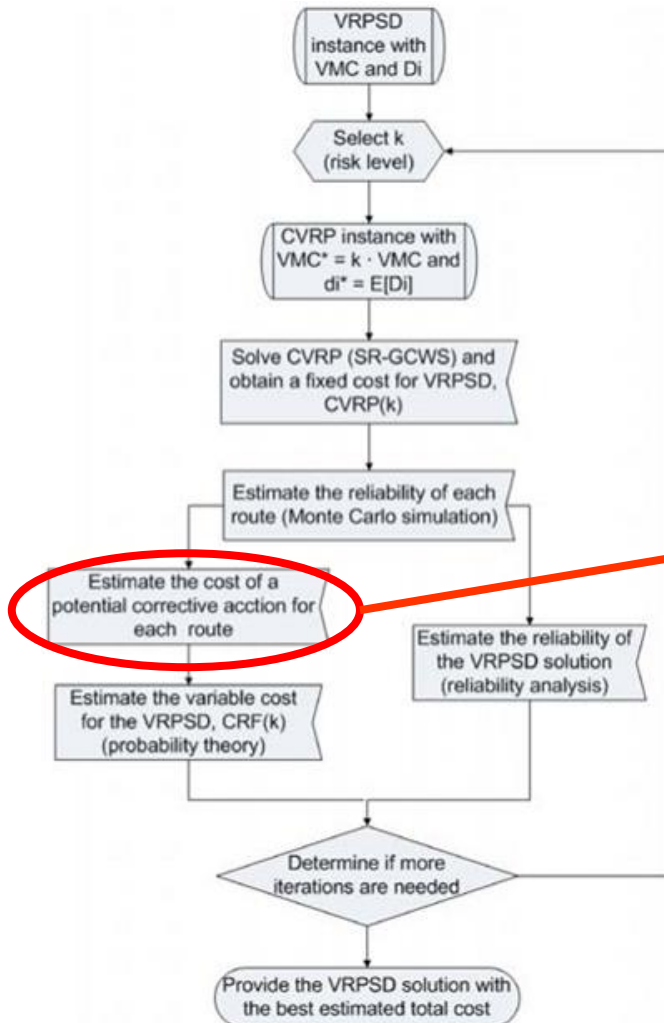 VRPSD
instance with
VMC and Di
Select k
(risk level)
CVRP instance with
VMC* = k · VMC and
di* = E[Di]
Solve CVRP (SR-GCWS) and
obtain a fixed cost for VRPSD,
CVRP(k)
Estimate the reliability of each
route (Monte Carlo simulation)
Estimate the cost of a
potential corrective acction for
each route
Estimate the reliability of
the VRPSD solution
(reliability analysis)
Estimate the variable cost
for the VRPSD, CRF(k)
(probability theory)
Determine if more
iterations are needed
Provide the VRPSD solution with
the best estimated total cost